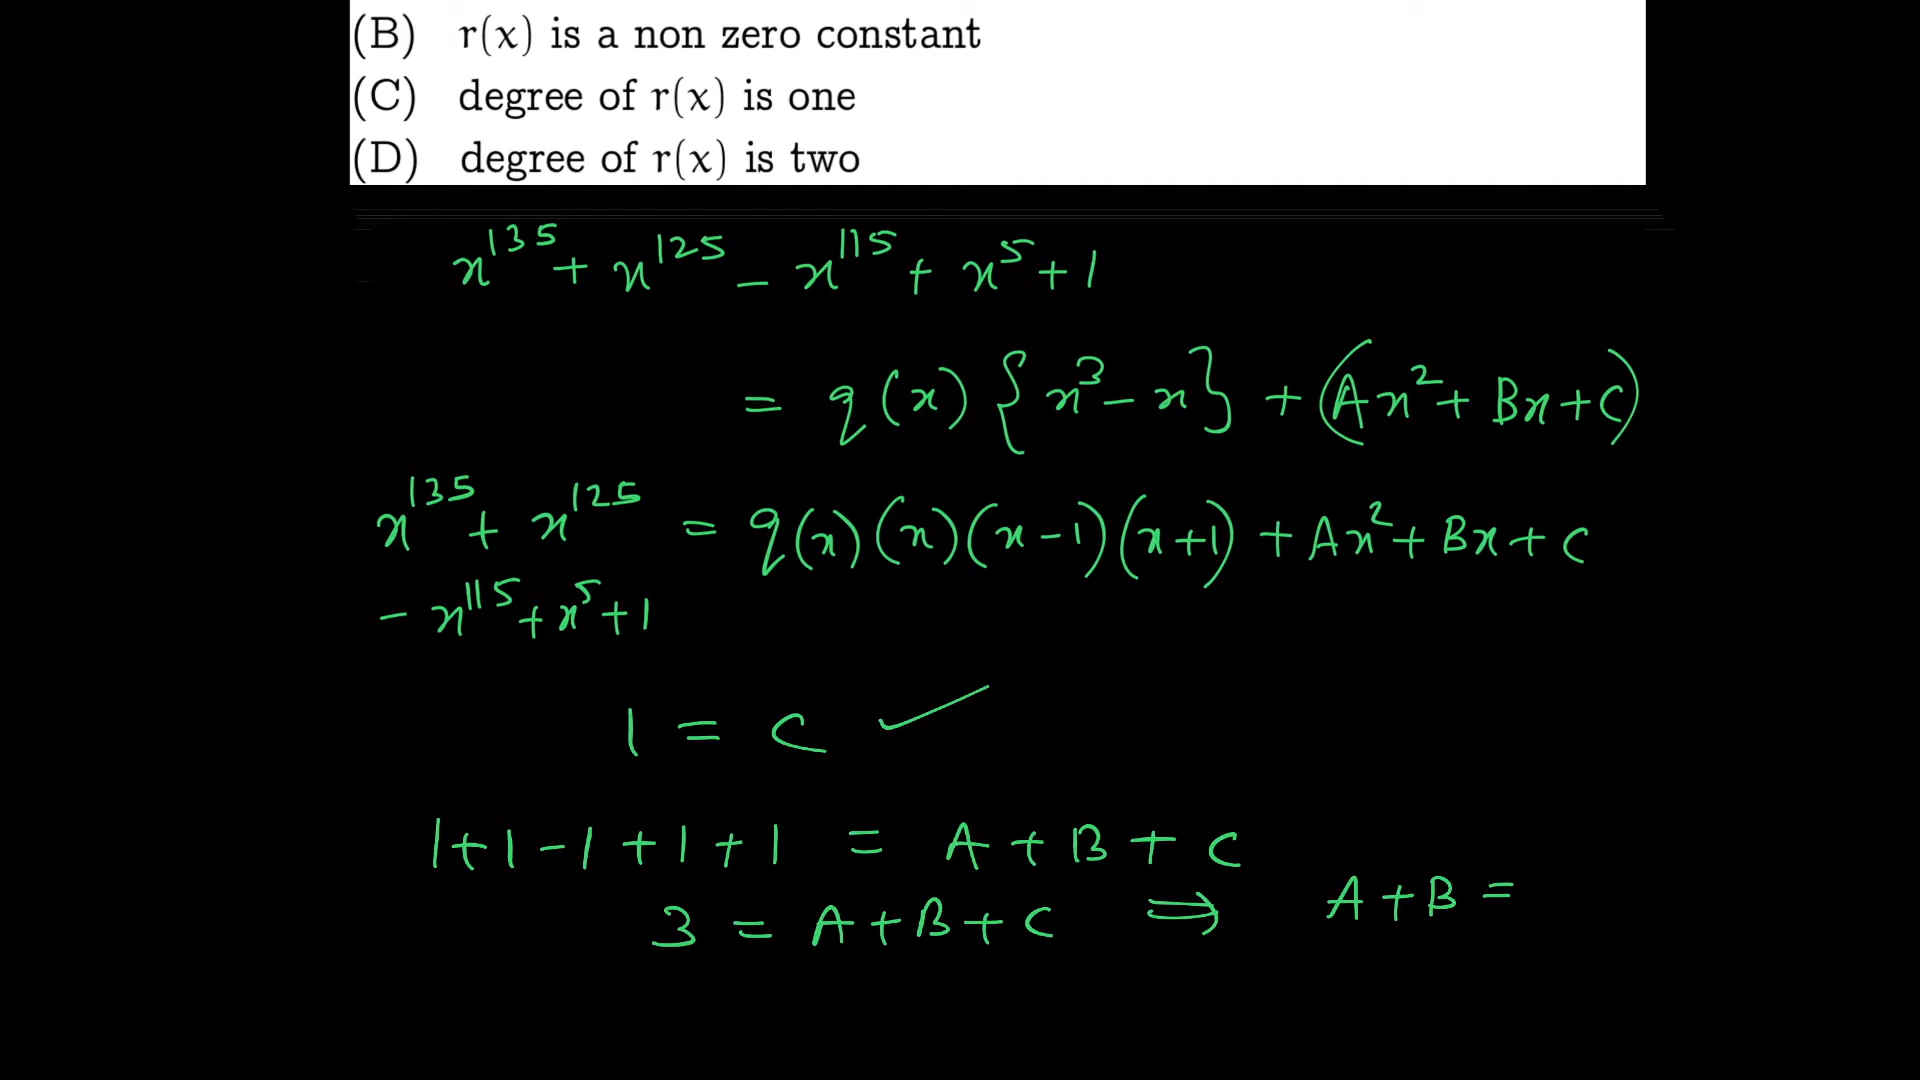 (B) r(x) is a non zero constant
(C) degree of r(x) is one
(D) degree of r(x) is two
x^135 + x^125 - x^115 + x^5 + 1
= q(x) {x^3 - x} + (Ax^2 + Bx + C)
x^135 + x^125 = q(x)(x)(x-1)(x+1) + Ax^2 + Bx + C
- x^115 + x^5 + 1
1 = C ✓
1+1-1+1+1 = A + B + C
3 = A+B+C ⇒ A+B =